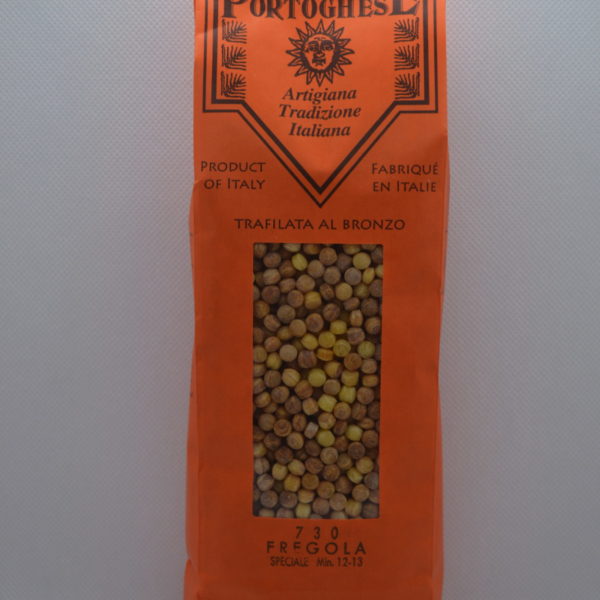 PORTOGHESE
Artigiana
Tradizione
Italiana
PRODUCT
OF ITALY
FABRIQUÉ
EN ITALIE
TRAFILATA AL BRONZO
730
FREGOLA
SPECIALE Min. 12-13